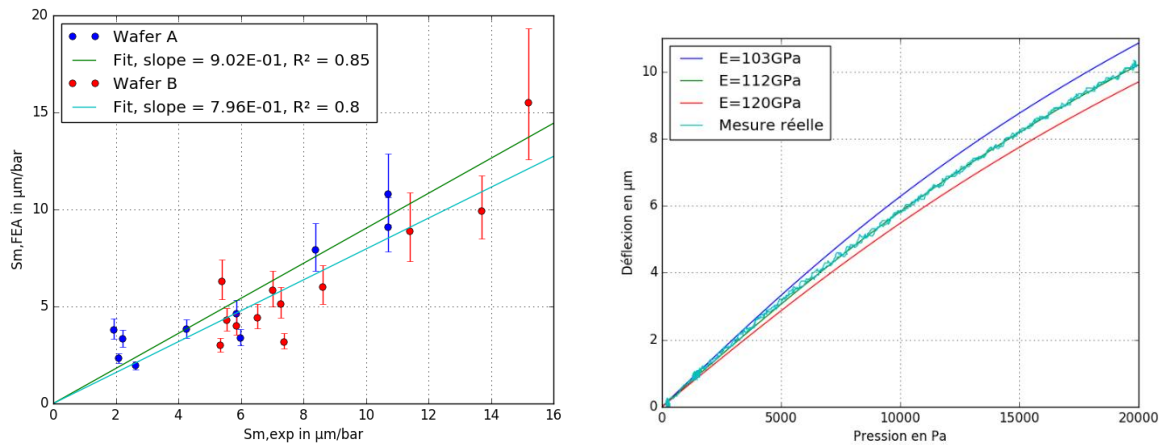 20
15
10
5
0
0
2
4
6
8
10
12
14
16
Sm,FEA in μm/bar
Sm,exp in μm/bar
Wafer A
Fit, slope = 9.02E-01, R² = 0.85
Wafer B
Fit, slope = 7.96E-01, R² = 0.8
10
8
6
4
2
0
0
5000
10000
15000
20000
Déflexion en μm
Pression en Pa
E=103GPa
E=112GPa
E=120GPa
Mesure réelle